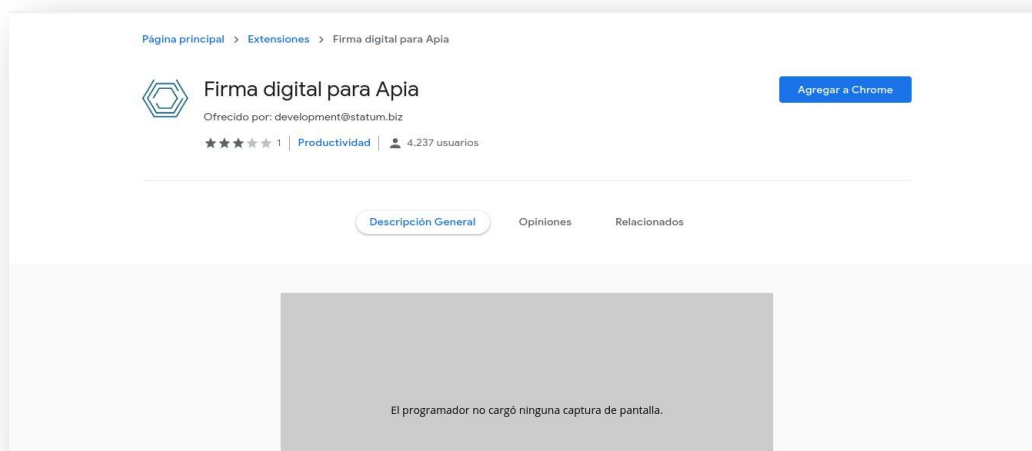 Página principal > Extensiones > Firma digital para Apia
Firma digital para Apia
Agregar a Chrome
Ofrecido por: development@statum.biz
1 | Productividad | 4.237 usuarios
Descripción General Opiniones Relacionados
El programador no cargó ninguna captura de pantalla.